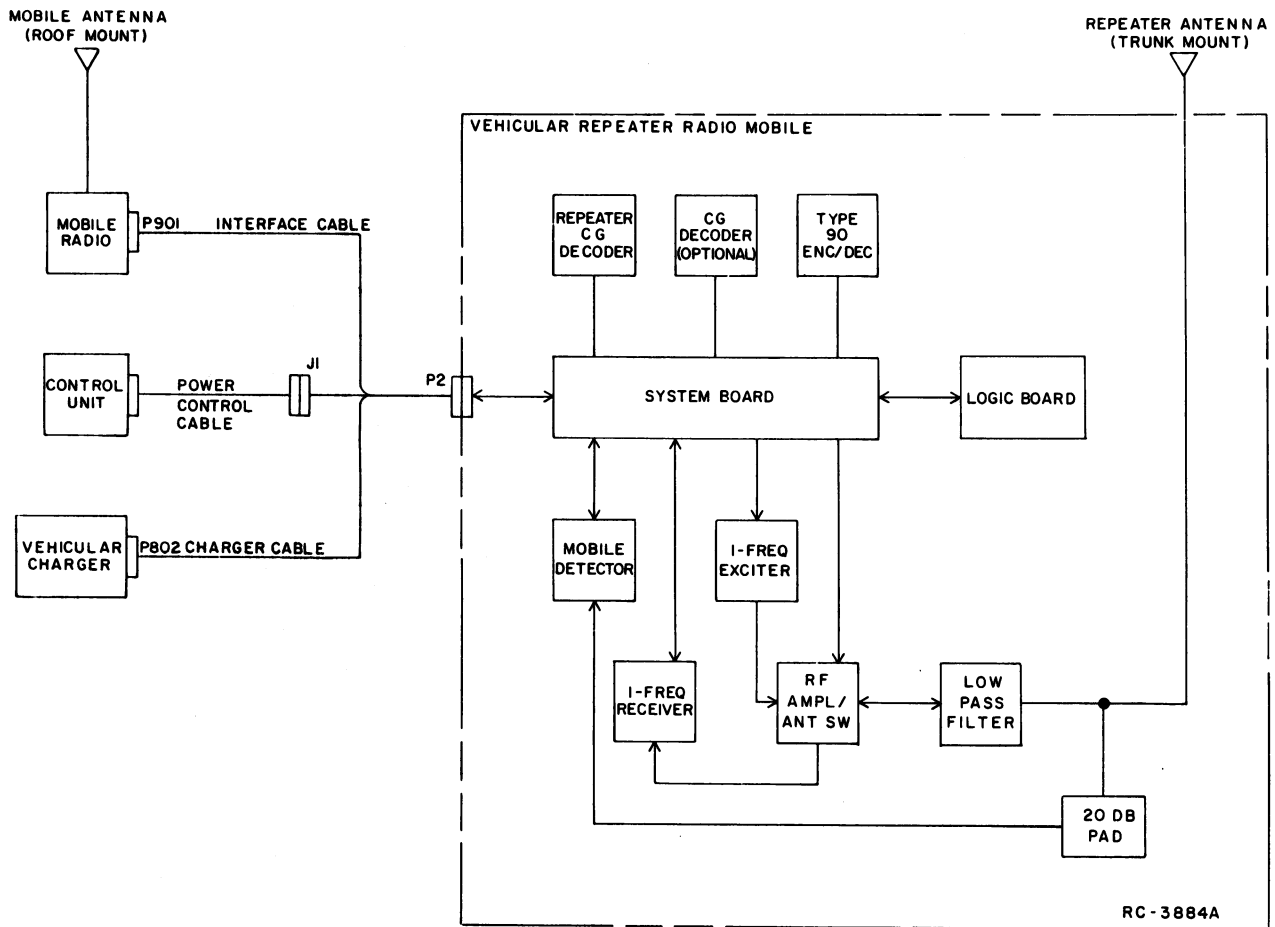 MOBILE ANTENNA
(ROOF MOUNT)
REPEATER ANTENNA
(TRUNK MOUNT)
VEHICULAR REPEATER RADIO MOBILE
MOBILE
RADIO
P901
INTERFACE CABLE
REPEATER
CG
DECODER
CG
DECODER
(OPTIONAL)
TYPE
90
ENC/DEC
CONTROL
UNIT
POWER
CONTROL
CABLE
J1
P2
SYSTEM BOARD
LOGIC BOARD
VEHICULAR
CHARGER
P802 CHARGER CABLE
MOBILE
DETECTOR
1-FREQ
EXCITER
1-FREQ
RECEIVER
RF
AMPL/
ANT SW
LOW
PASS
FILTER
20 DB
PAD
RC-3884A